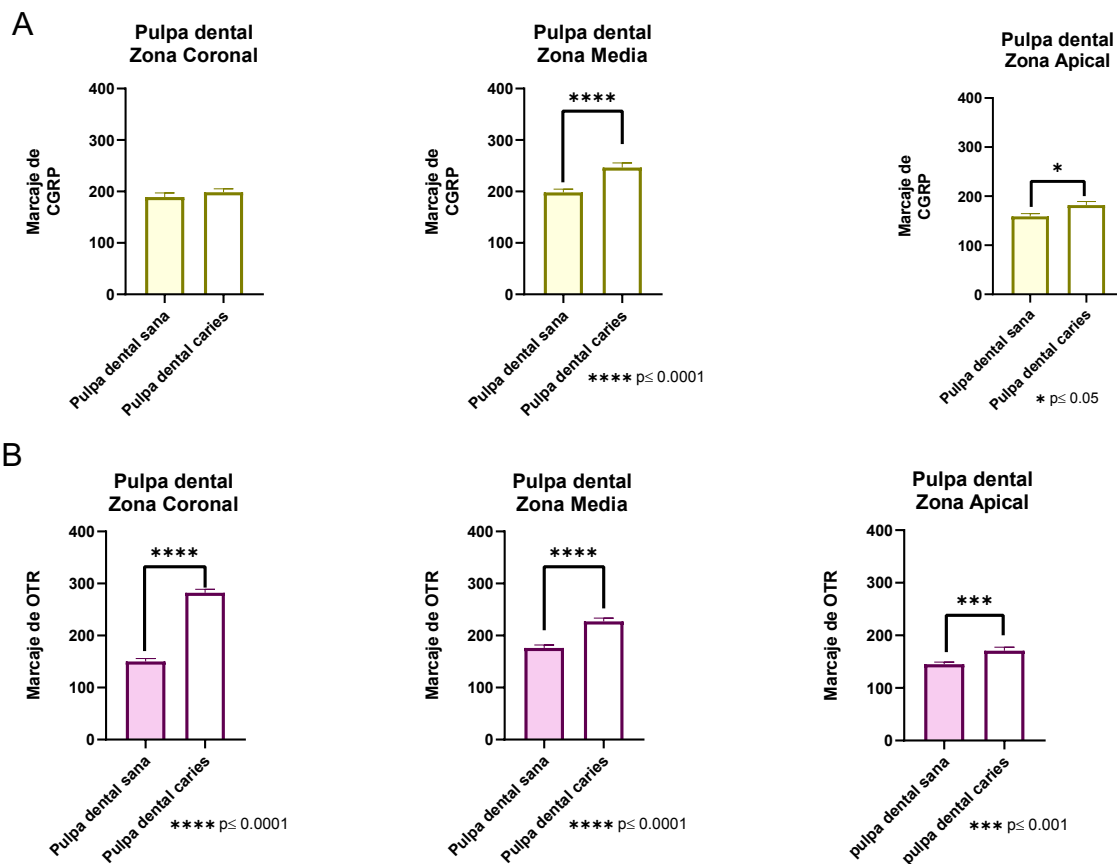 A
Pulpa dental
Zona Coronal
400
300
200
100
0
Marcaje de
CGRP
Pulpa dental sana
Pulpa dental caries
Pulpa dental
Zona Media
400
300
200
100
0
Marcaje de
CGRP
****
Pulpa dental sana
Pulpa dental caries
**** p≤ 0.0001
Pulpa dental
Zona Apical
400
300
200
100
0
Marcaje de
CGRP
*
Pulpa dental sana
Pulpa dental caries
* p≤ 0.05
B
Pulpa dental
Zona Coronal
400
300
200
100
0
Marcaje de OTR
****
Pulpa dental sana
Pulpa dental caries
**** p≤ 0.0001
Pulpa dental
Zona Media
400
300
200
100
0
Marcaje de OTR
****
Pulpa dental sana
Pulpa dental caries
**** p≤ 0.0001
Pulpa dental
Zona Apical
400
300
200
100
0
Marcaje de OTR
***
pulpa dental sana
pulpa dental caries
*** p≤ 0.001